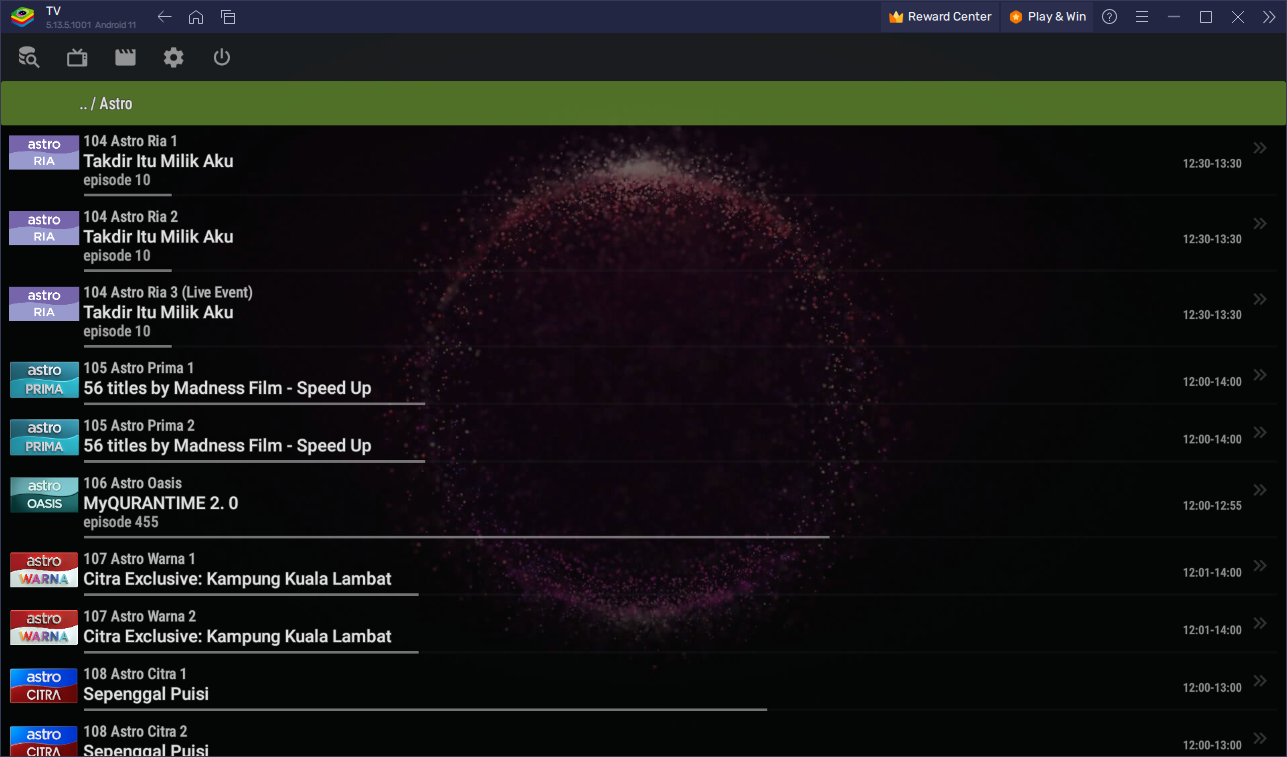 TV
5.13.5.1001 Android 11
Reward Center
Play & Win
.. / Astro
astro
RIA
104 Astro Ria 1
Takdir Itu Milik Aku
episode 10
12:30-13:30
astro
RIA
104 Astro Ria 2
Takdir Itu Milik Aku
episode 10
12:30-13:30
astro
RIA
104 Astro Ria 3 (Live Event)
Takdir Itu Milik Aku
episode 10
12:30-13:30
astro
PRIMA
105 Astro Prima 1
56 titles by Madness Film - Speed Up
12:00-14:00
astro
PRIMA
105 Astro Prima 2
56 titles by Madness Film - Speed Up
12:00-14:00
astro
OASIS
106 Astro Oasis
MyQURANTIME 2. 0
episode 455
12:00-12:55
astro
WARNA
107 Astro Warna 1
Citra Exclusive: Kampung Kuala Lambat
12:01-14:00
astro
WARNA
107 Astro Warna 2
Citra Exclusive: Kampung Kuala Lambat
12:01-14:00
astro
CITRA
108 Astro Citra 1
Sepenggal Puisi
12:00-13:00
astro
CITRA
108 Astro Citra 2
Sepenggal Puisi
12:00-13:00